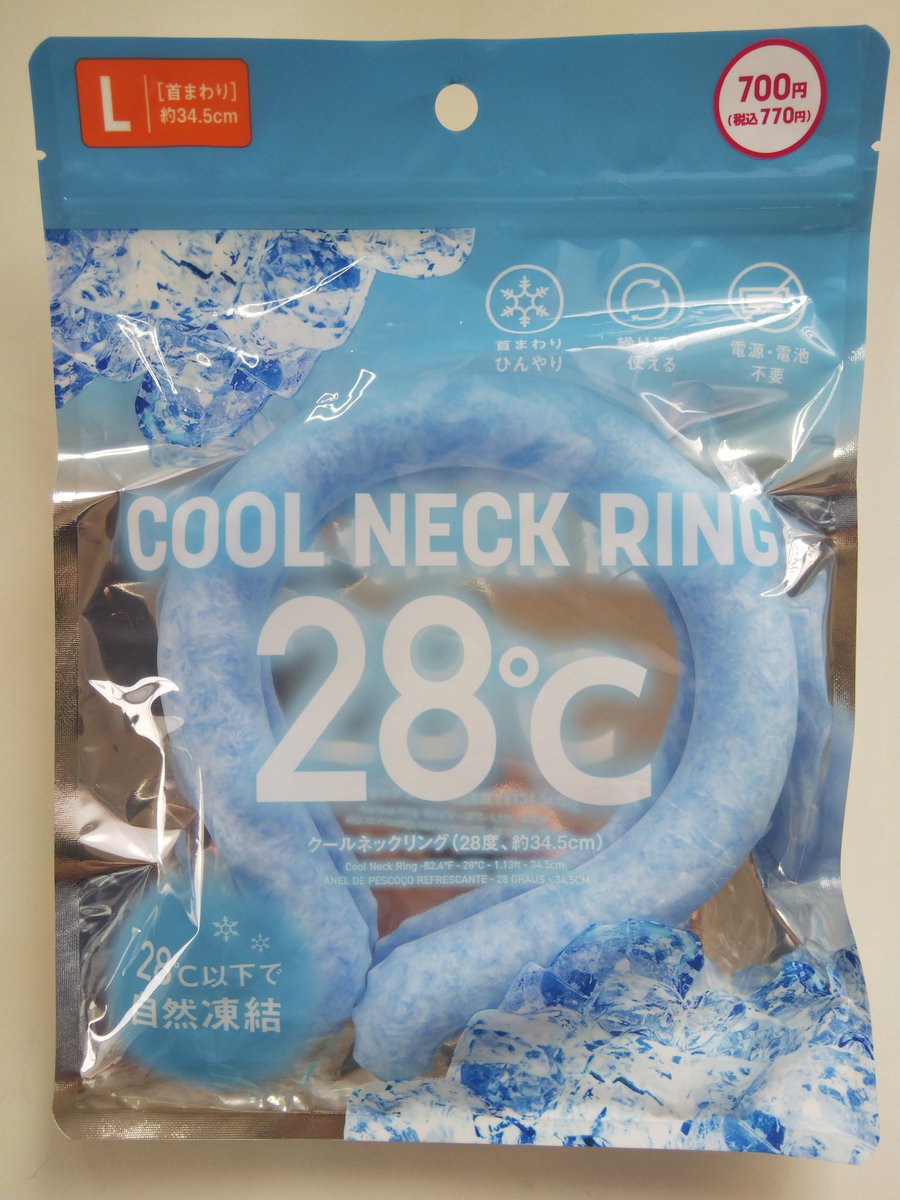 L
[首まわり]
約34.5cm
700円
(税込770円)
首まわり
ひんやり
繰り返し
使える
電源・電池
不要
COOL NECK RING
28℃
クールネックリング(28度、約34.5cm)
Cool Neck Ring -82.4°F - 28°C - 1.13ft - 34.5cm
ANEL DE PESCOÇO REFRESCANTE - 28 GRAUS - 34,5CM
28℃以下で
自然凍結